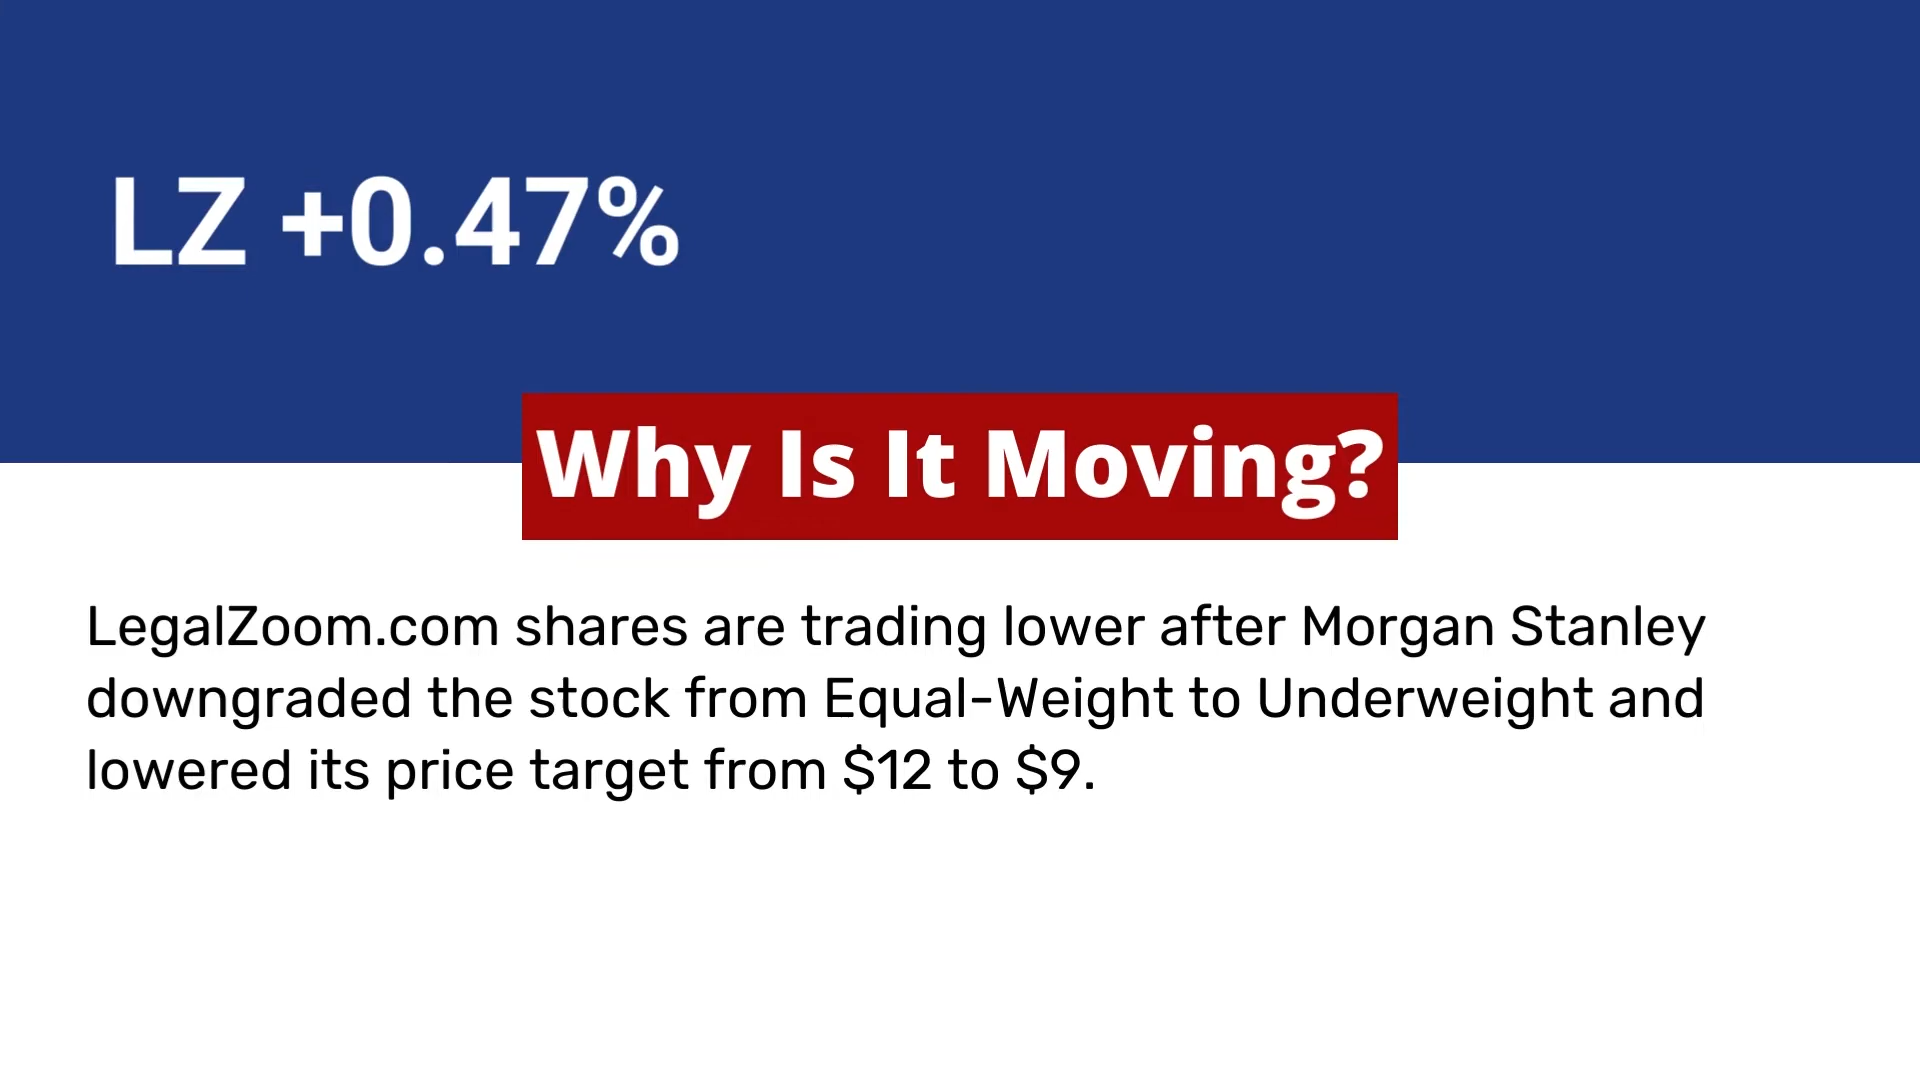 LZ +0.47%
Why Is It Moving?
LegalZoom.com shares are trading lower after Morgan Stanley
downgraded the stock from Equal-Weight to Underweight and
lowered its price target from $12 to $9.